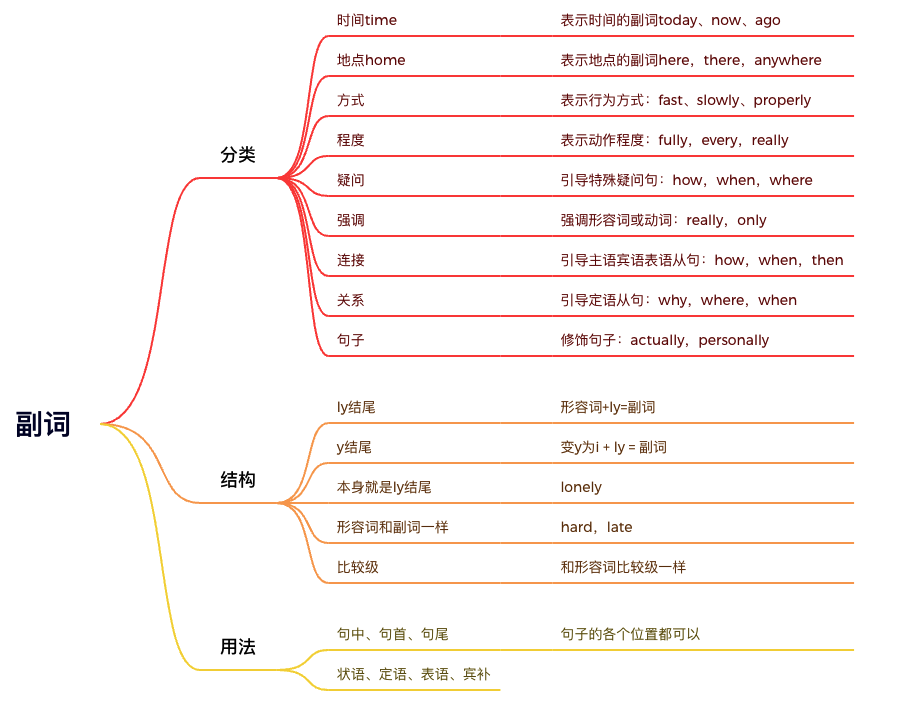 副词
分类
时间time 表示时间的副词today、now、ago
地点home 表示地点的副词here，there，anywhere
方式 表示行为方式：fast、slowly、properly
程度 表示动作程度：fully，every，really
疑问 引导特殊疑问句：how，when，where
强调 强调形容词或动词：really，only
连接 引导主语宾语表语从句：how，when，then
关系 引导定语从句：why，where，when
句子 修饰句子：actually，personally
结构
ly结尾 形容词+ly=副词
y结尾 变y为i + ly = 副词
本身就是ly结尾 lonely
形容词和副词一样 hard，late
比较级 和形容词比较级一样
用法
句中、句首、句尾 句子的各个位置都可以
状语、定语、表语、宾补